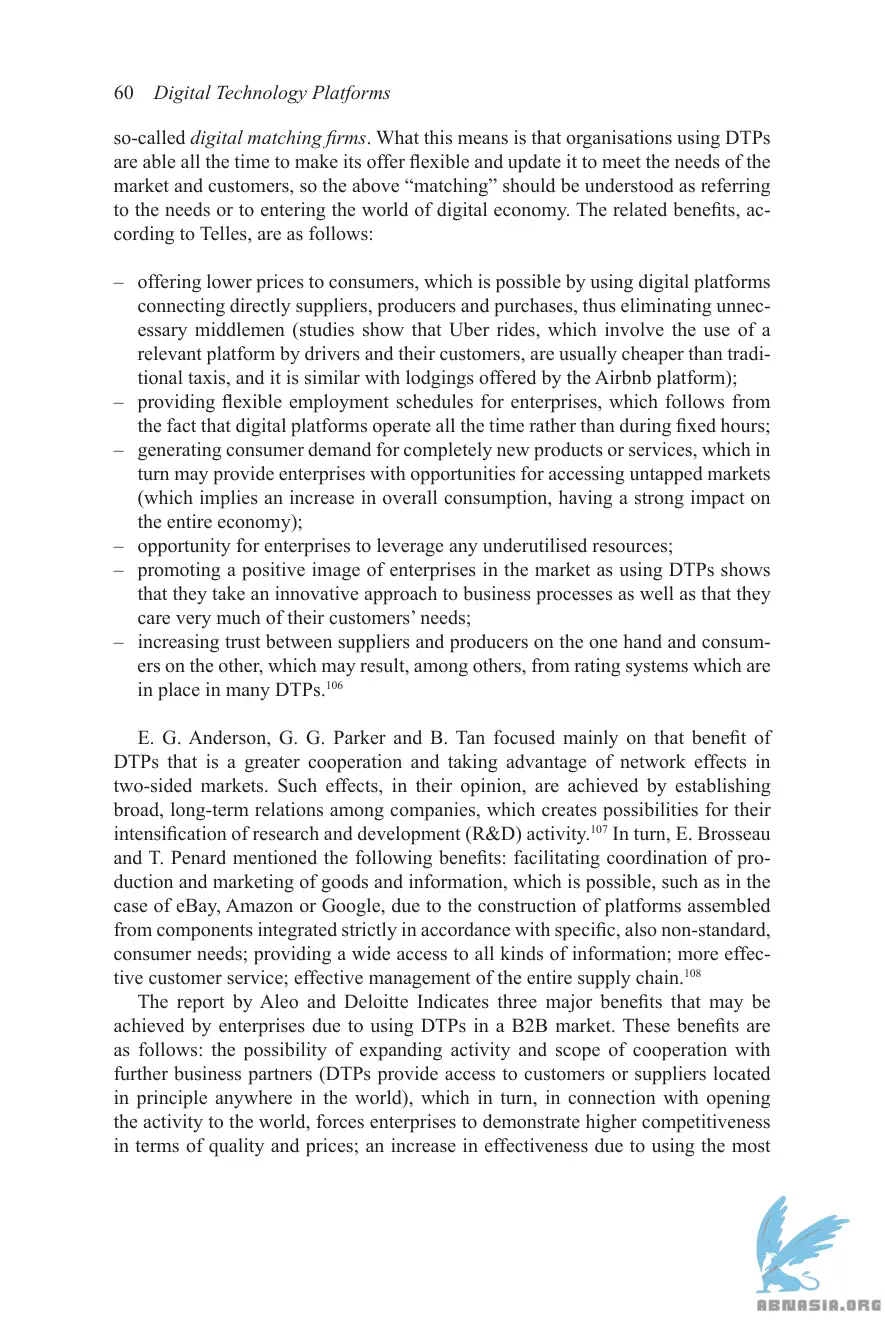 60 Digital Technology Platforms
so-called digital matching firms. What this means is that organisations using DTPs
are able all the time to make its offer flexible and update it to meet the needs of the
market and customers, so the above “matching” should be understood as referring
to the needs or to entering the world of digital economy. The related benefits, ac-
cording to Telles, are as follows:
– offering lower prices to consumers, which is possible by using digital platforms
connecting directly suppliers, producers and purchases, thus eliminating unnec-
essary middlemen (studies show that Uber rides, which involve the use of a
relevant platform by drivers and their customers, are usually cheaper than tradi-
tional taxis, and it is similar with lodgings offered by the Airbnb platform);
– providing flexible employment schedules for enterprises, which follows from
the fact that digital platforms operate all the time rather than during fixed hours;
– generating consumer demand for completely new products or services, which in
turn may provide enterprises with opportunities for accessing untapped markets
(which implies an increase in overall consumption, having a strong impact on
the entire economy);
– opportunity for enterprises to leverage any underutilised resources;
– promoting a positive image of enterprises in the market as using DTPs shows
that they take an innovative approach to business processes as well as that they
care very much of their customers’ needs;
– increasing trust between suppliers and producers on the one hand and consum-
ers on the other, which may result, among others, from rating systems which are
in place in many DTPs.106
E. G. Anderson, G. G. Parker and B. Tan focused mainly on that benefit of
DTPs that is a greater cooperation and taking advantage of network effects in
two-sided markets. Such effects, in their opinion, are achieved by establishing
broad, long-term relations among companies, which creates possibilities for their
intensification of research and development (R&D) activity.107 In turn, E. Brosseau
and T. Penard mentioned the following benefits: facilitating coordination of pro-
duction and marketing of goods and information, which is possible, such as in the
case of eBay, Amazon or Google, due to the construction of platforms assembled
from components integrated strictly in accordance with specific, also non-standard,
consumer needs; providing a wide access to all kinds of information; more effec-
tive customer service; effective management of the entire supply chain.108
The report by Aleo and Deloitte Indicates three major benefits that may be
achieved by enterprises due to using DTPs in a B2B market. These benefits are
as follows: the possibility of expanding activity and scope of cooperation with
further business partners (DTPs provide access to customers or suppliers located
in principle anywhere in the world), which in turn, in connection with opening
the activity to the world, forces enterprises to demonstrate higher competitiveness
in terms of quality and prices; an increase in effectiveness due to using the most
ABNASIA.ORG